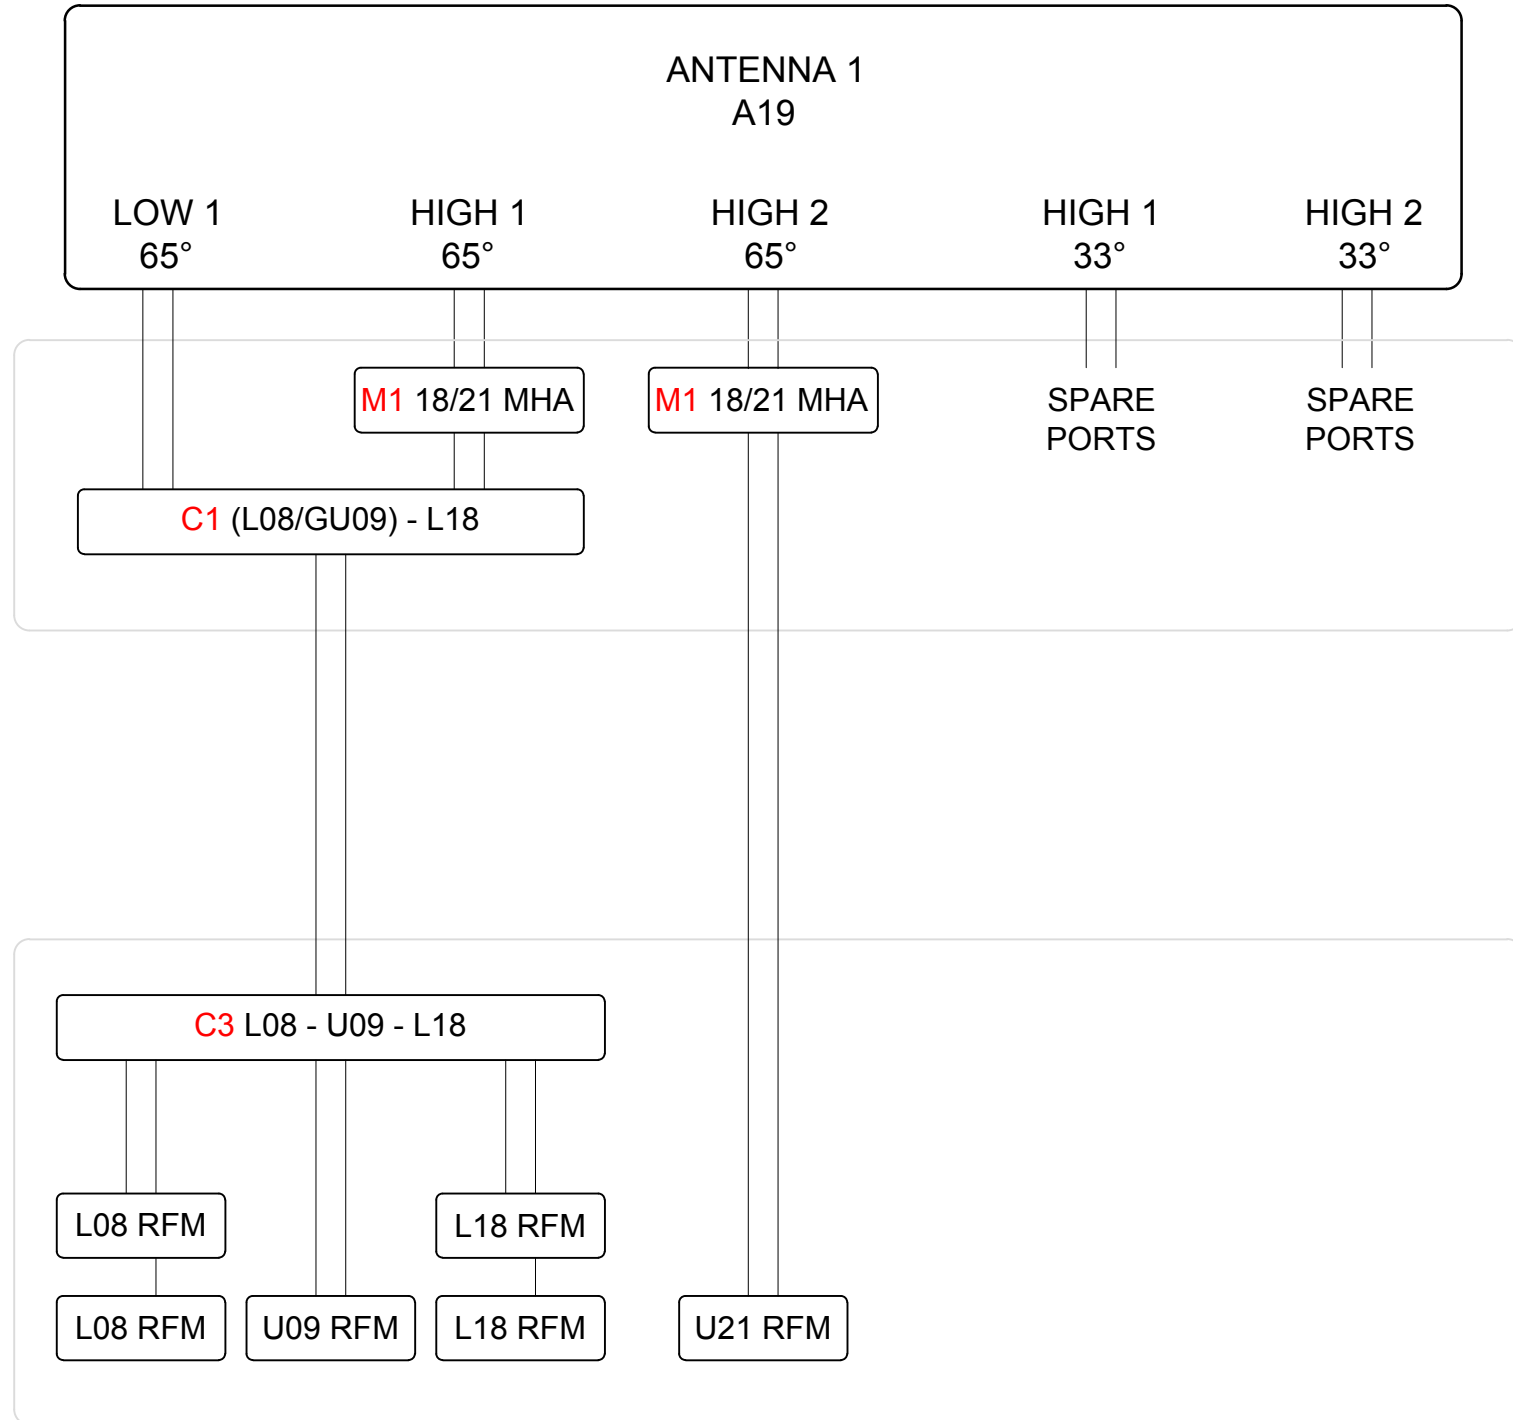 ANTENNA 1
A19
LOW 1
65°
HIGH 1
65°
HIGH 2
65°
HIGH 1
33°
HIGH 2
33°
M1 18/21 MHA
M1 18/21 MHA
SPARE
PORTS
SPARE
PORTS
C1 (L08/GU09) - L18
C3 L08 - U09 - L18
L08 RFM
L18 RFM
L08 RFM
U09 RFM
L18 RFM
U21 RFM